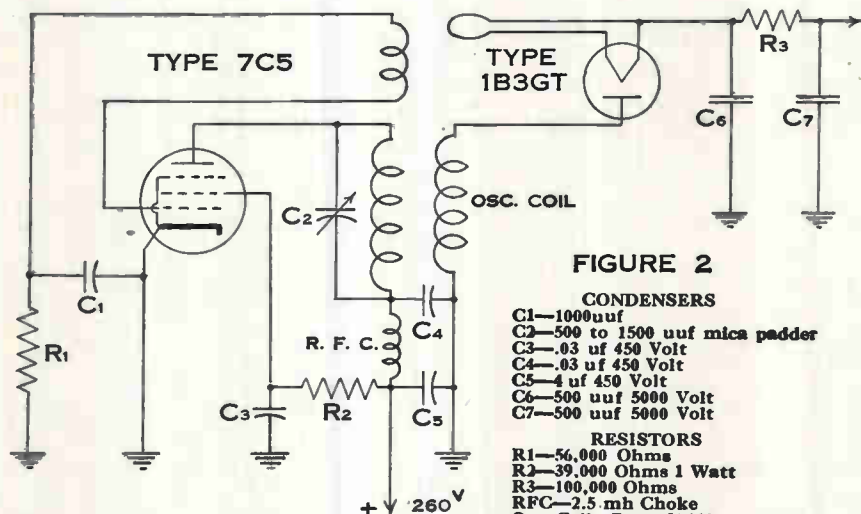 TYPE 7C5
TYPE
1B3GT
R3
C6
C7
C2
OSC. COIL
C1
R1
R. F. C.
C4
C3
R2
C5
+ 260V
FIGURE 2
CONDENSERS
C1—1000uuf
C2—500 to 1500 uuf mica padder
C3—.03 uf 450 Volt
C4—.03 uf 450 Volt
C5—4 uf 450 Volt
C6—500 uuf 5000 Volt
C7—500 uuf 5000 Volt
RESISTORS
R1—56,000 Ohms
R2—39,000 Ohms 1 Watt
R3—100,000 Ohms
RFC—2.5 mh Choke